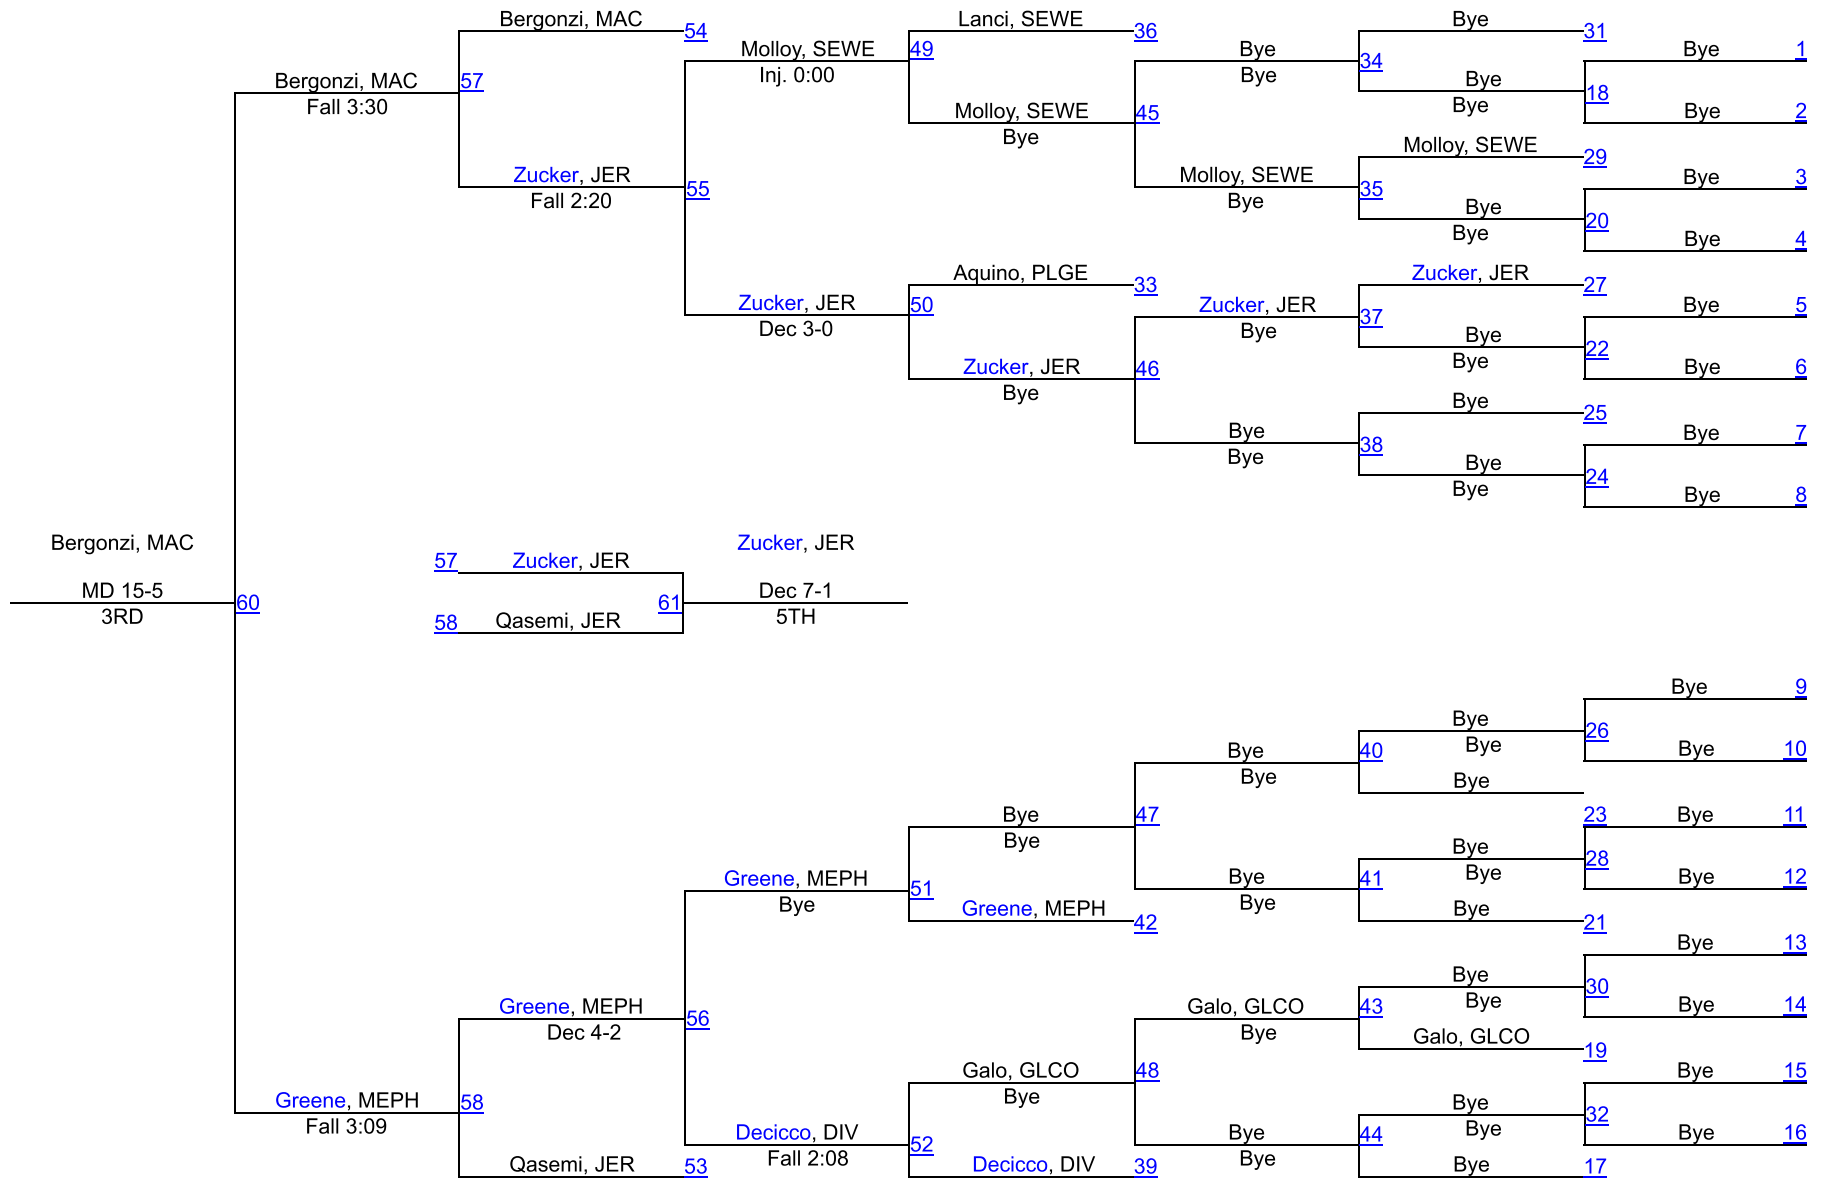 Bergonzi, MAC
54
Lanci, SEWE
36
Bye
31
Molloy, SEWE
49
Bye
Bye
1
Inj. 0:00
Bye
34
Bergonzi, MAC
57
Bye
18
Fall 3:30
Molloy, SEWE
45
Bye
Bye
2
Bye
Molloy, SEWE
29
Zucker, JER
55
Molloy, SEWE
35
Bye
3
Fall 2:20
Bye
Bye
20
Bye
Bye
4
Aquino, PLGE
33
Zucker, JER
27
Zucker, JER
50
Zucker, JER
37
Bye
5
Dec 3-0
Bye
Bye
22
Zucker, JER
46
Bye
Bye
6
Bye
Bye
25
Bye
38
Bye
7
Bye
Bye
24
Bye
Bye
8
Bergonzi, MAC
57
Zucker, JER
Zucker, JER
MD 15-5
60
61
Dec 7-1
3RD
58
Qasemi, JER
5TH
Bye
9
Bye
26
Bye
40
Bye
Bye
10
Bye
Bye
Bye
47
23
Bye
11
Bye
Bye
28
Greene, MEPH
51
Bye
41
Bye
Bye
12
Bye
Greene, MEPH
42
Bye
Bye
21
Bye
13
Bye
30
Greene, MEPH
56
Galo, GLCO
43
Bye
Bye
14
Dec 4-2
Bye
Galo, GLCO
19
Galo, GLCO
48
Bye
15
Bye
Greene, MEPH
58
Bye
32
Fall 3:09
Decicco, DIV
52
Bye
44
Bye
Bye
16
Fall 2:08
Bye
Qasemi, JER
53
Decicco, DIV
39
Bye
17